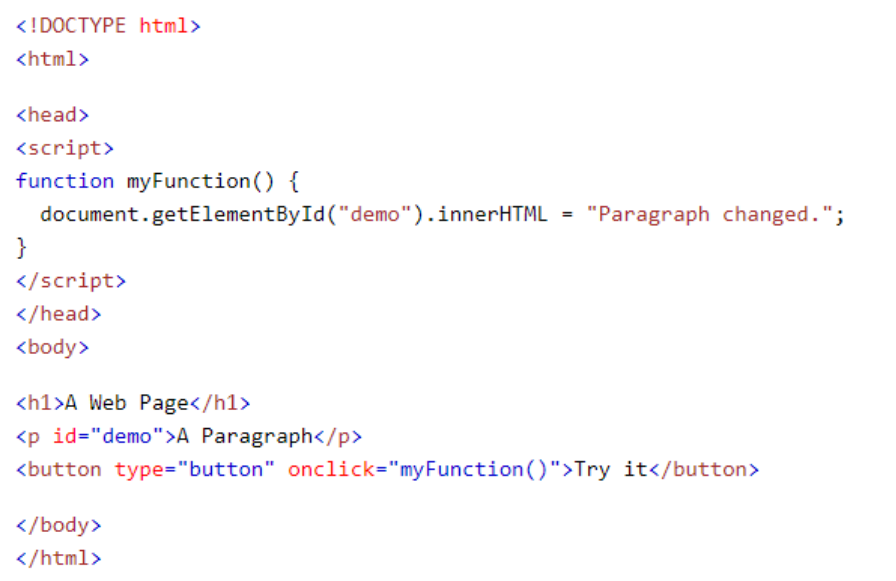 <!DOCTYPE html>
<html>
<head>
<script>
function myFunction() {
  document.getElementById("demo").innerHTML = "Paragraph changed.";
}
</script>
</head>
<body>
<h1>A Web Page</h1>
<p id="demo">A Paragraph</p>
<button type="button" onclick="myFunction()">Try it</button>
</body>
</html>